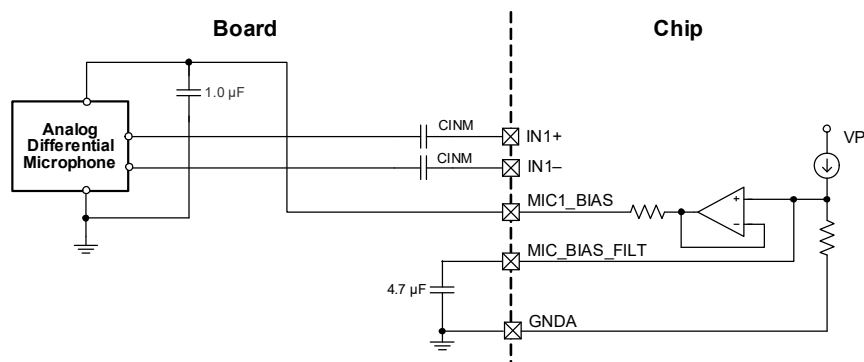 Board
Chip
1.0 µF
Analog
Differential
Microphone
CINM
IN1+
CINM
IN1–
VP
MIC1_BIAS
+
–
MIC_BIAS_FILT
4.7 µF
GNDA